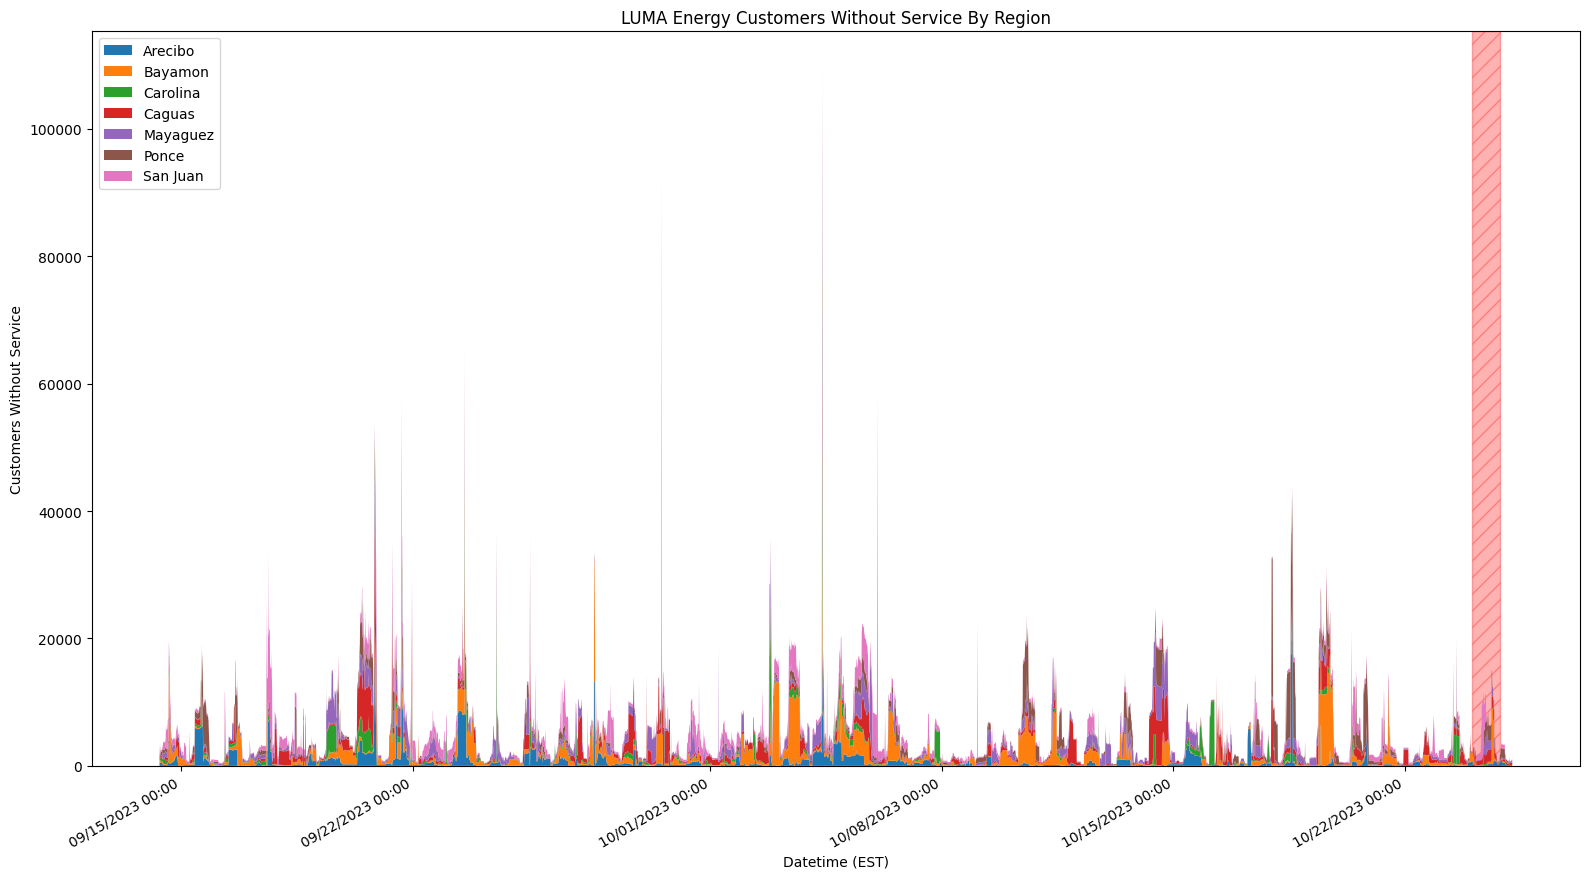 LUMA Energy Customers Without Service By Region
Arecibo
Bayamon
Carolina
Caguas
Mayaguez
Ponce
San Juan
100000
80000
60000
40000
20000
0
Customers Without Service
09/15/2023 00:00
09/22/2023 00:00
10/01/2023 00:00
10/08/2023 00:00
10/15/2023 00:00
10/22/2023 00:00
Datetime (EST)